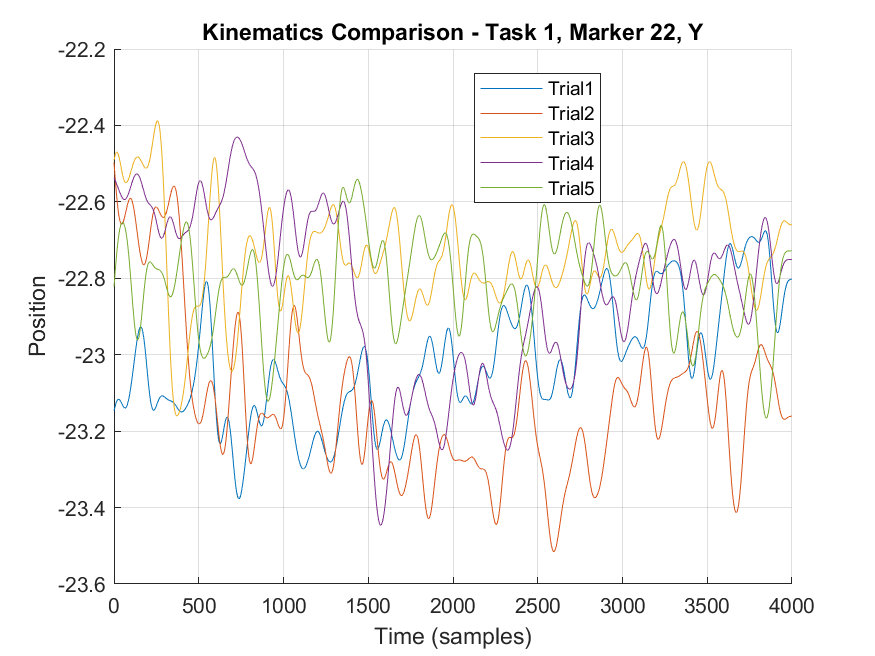 Kinematics Comparison - Task 1, Marker 22, Y
-22.2
-22.4
-22.6
-22.8
-23
-23.2
-23.4
-23.6
Position
Trial1
Trial2
Trial3
Trial4
Trial5
0 500 1000 1500 2000 2500 3000 3500 4000
Time (samples)